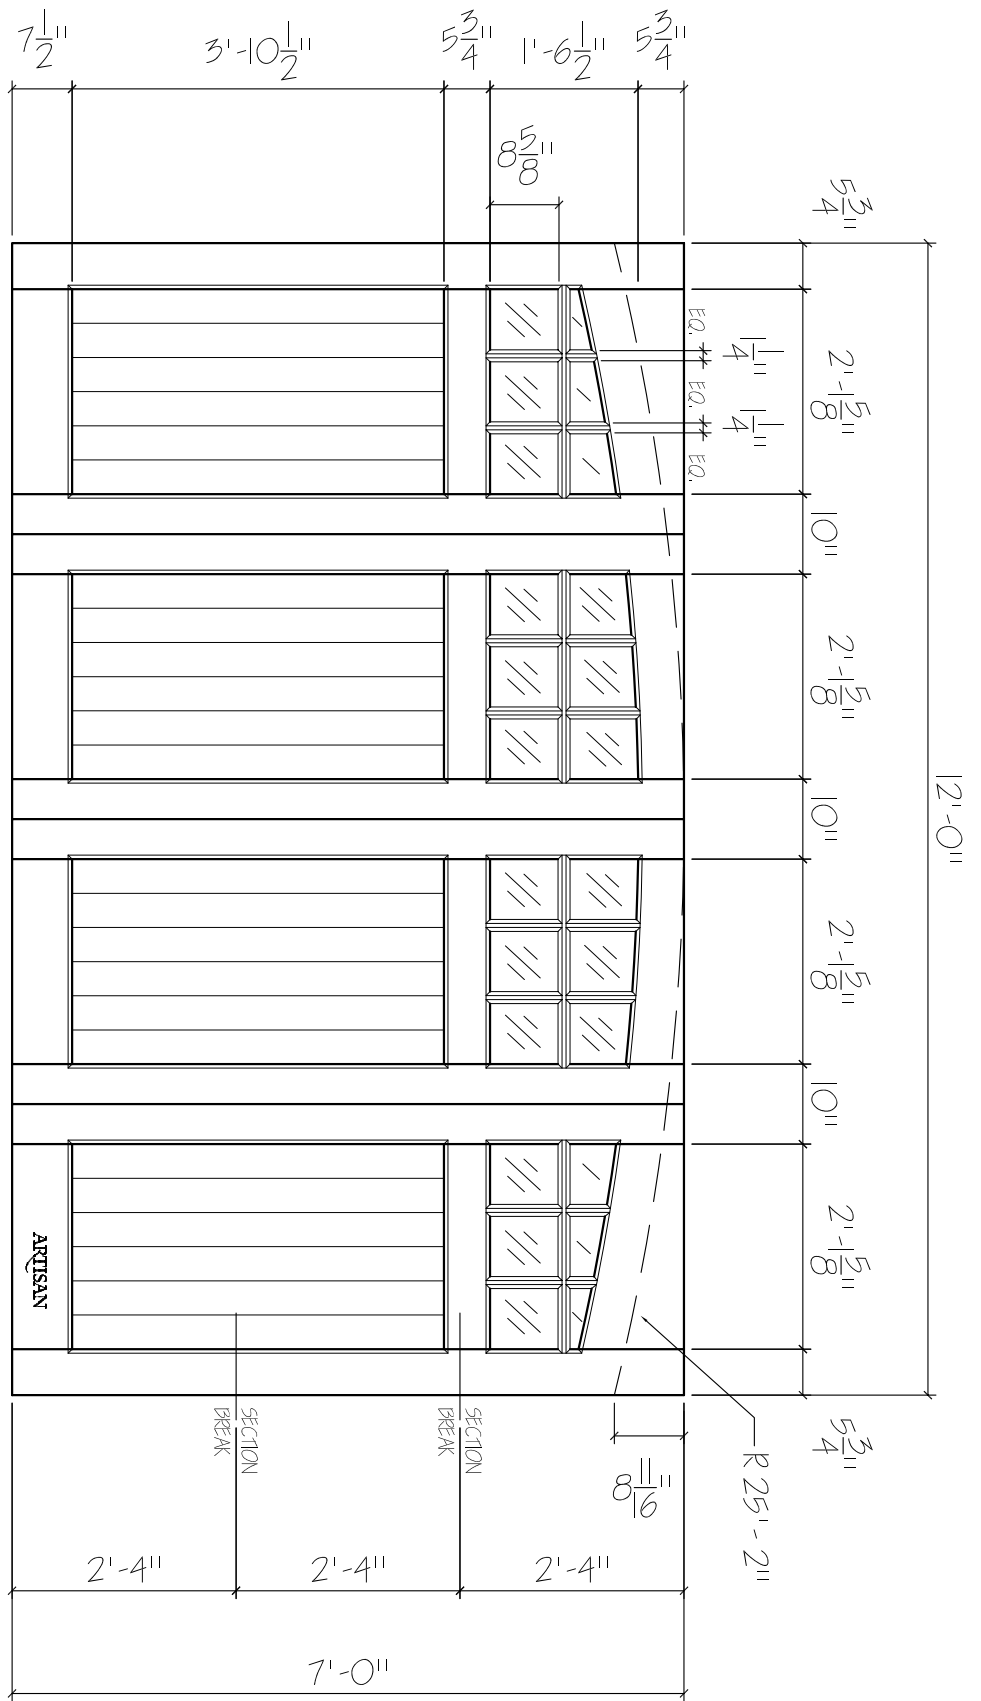 7 1/2"
3'-10 1/2"
5 3/4"
1'-6 1/2"
5 3/4"
8 5/8"
5 3/4"
2'-1 5/8"
10"
2'-1 5/8"
10"
2'-1 5/8"
10"
2'-1 5/8"
5 3/4"
12'-0"
EQ.
1 1/4"
EQ.
1 1/4"
EQ.
ARTISAN
SECTION
BREAK
SECTION
BREAK
8 11/16"
R 25'-2"
2'-4"
2'-4"
2'-4"
7'-0"